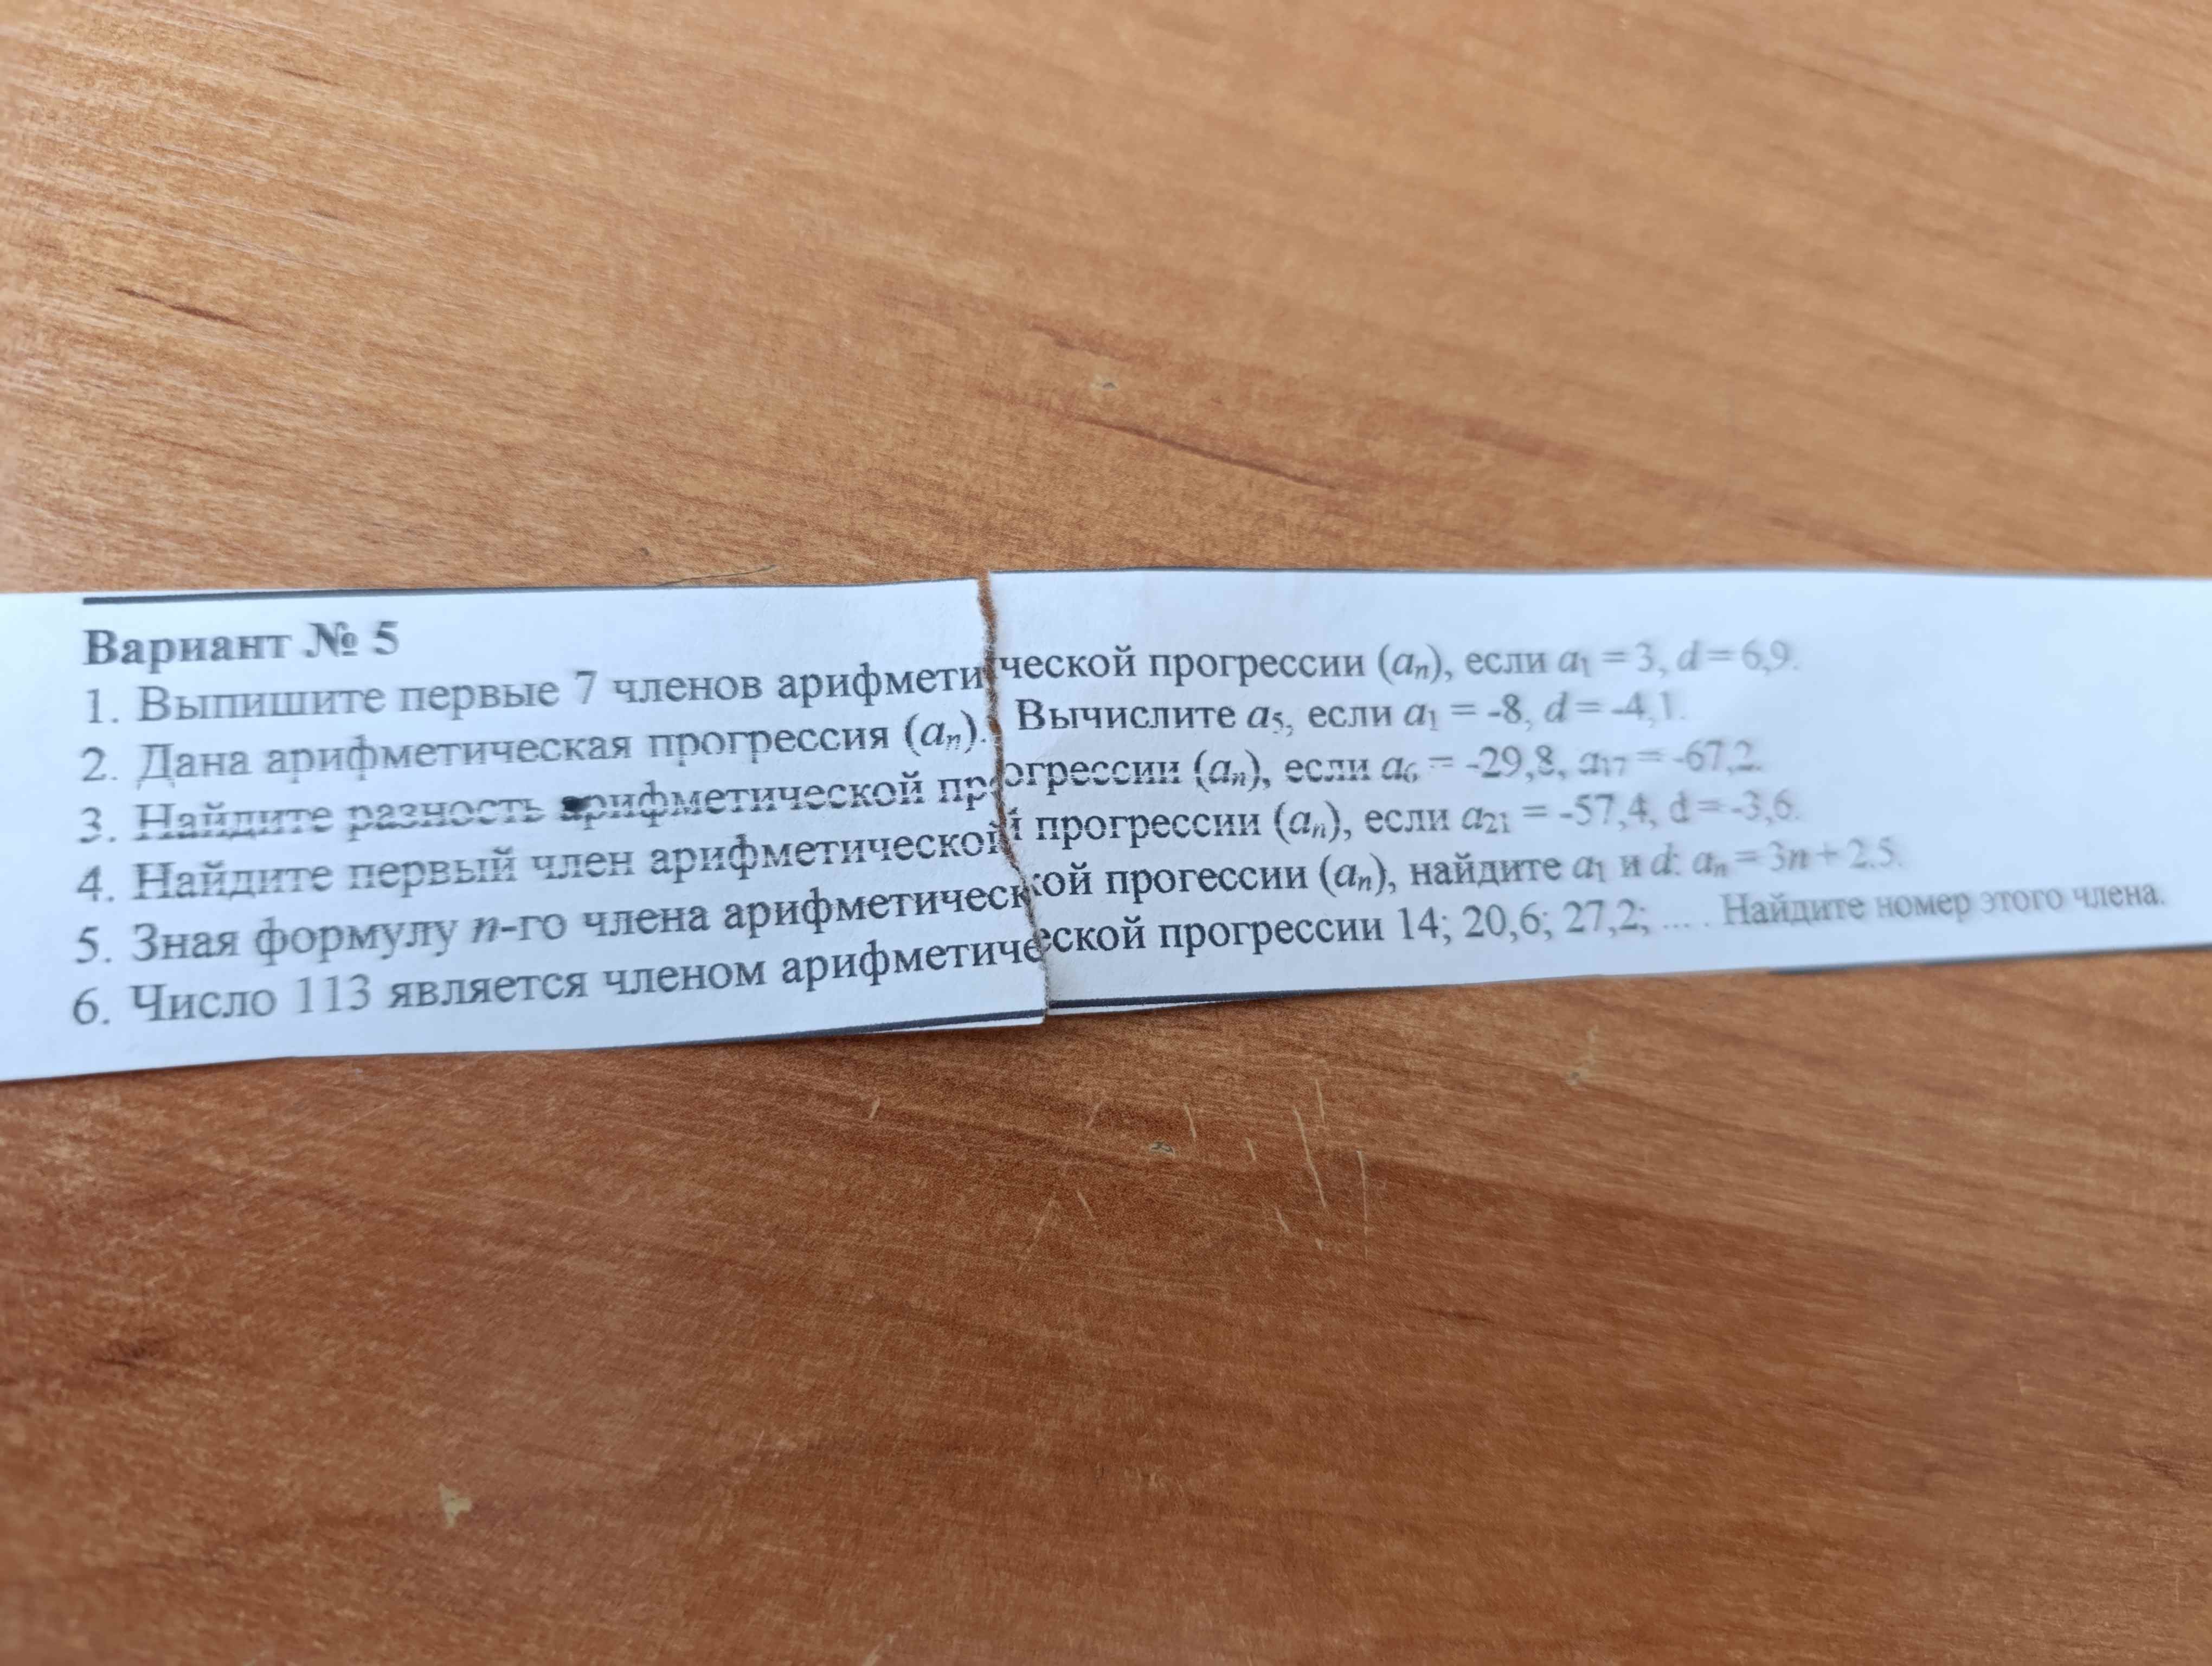 Вариант № 5
1. Выпишите первые 7 членов арифметической прогрессии (aₙ), если a₁ = 3, d = 6,9.
2. Дана арифметическая прогрессия (aₙ). Вычислите a₅, если a₁ = -8, d = -4,1.
3. Найдите разность арифметической прогрессии (aₙ), если a₆ = -29,8, a₁₇ = -67,2.
4. Найдите первый член арифметической прогрессии (aₙ), если a₂₁ = -57,4, d = -3,6.
5. Зная формулу n-го члена арифметической прогессии (aₙ), найдите a₁ и d: aₙ = 3n + 2.5.
6. Число 113 является членом арифметической прогрессии 14; 20,6; 27,2; ... . Найдите номер этого члена.